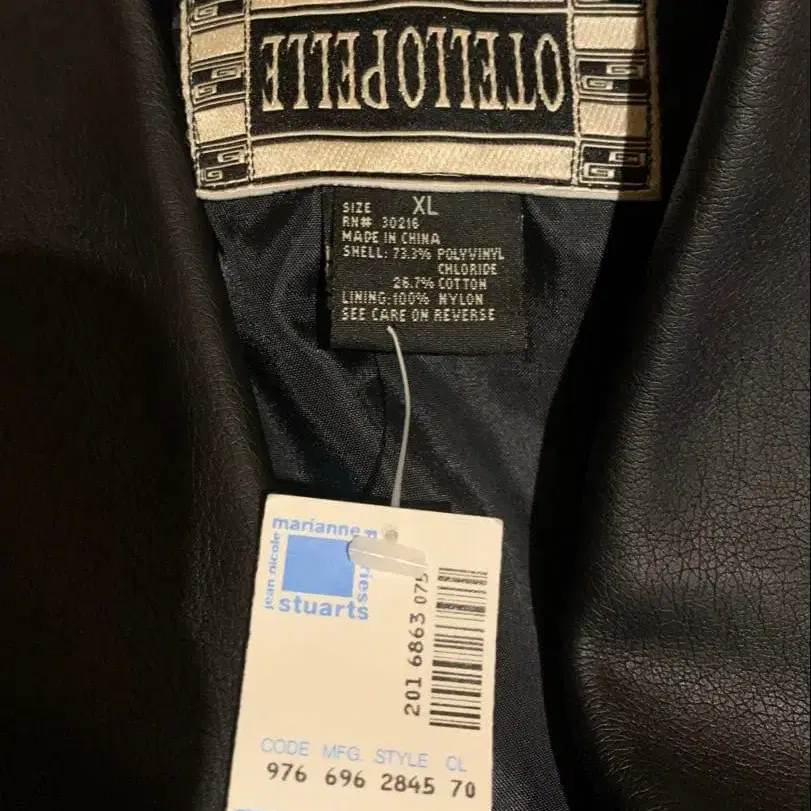 OTELLOPELLE
SIZE XL
RN# 30216
MADE IN CHINA
SHELL: 73.3% POLYVINYL
CHLORIDE
26.7% COTTON
LINING:100% NYLON
SEE CARE ON REVERSE
marianne
jean nicole
stuarts
201 6863 075
CODE MFG. STYLE CL
976 696 2845 70